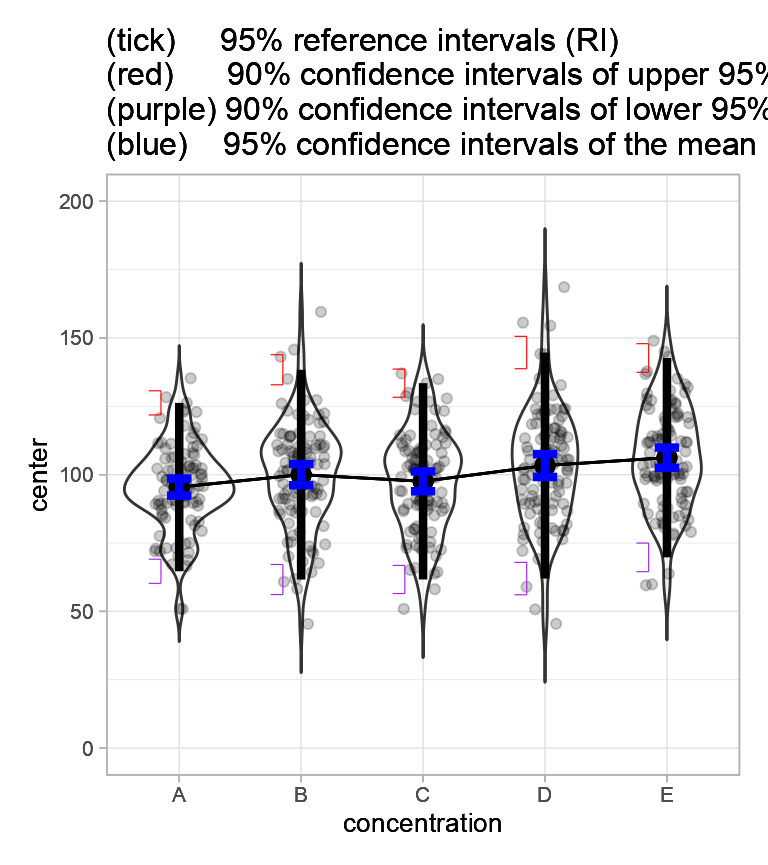 (tick) 95% reference intervals (RI)
(red) 90% confidence intervals of upper 95%
(purple) 90% confidence intervals of lower 95%
(blue) 95% confidence intervals of the mean
200
150
100
50
0
center
A B C D E
concentration